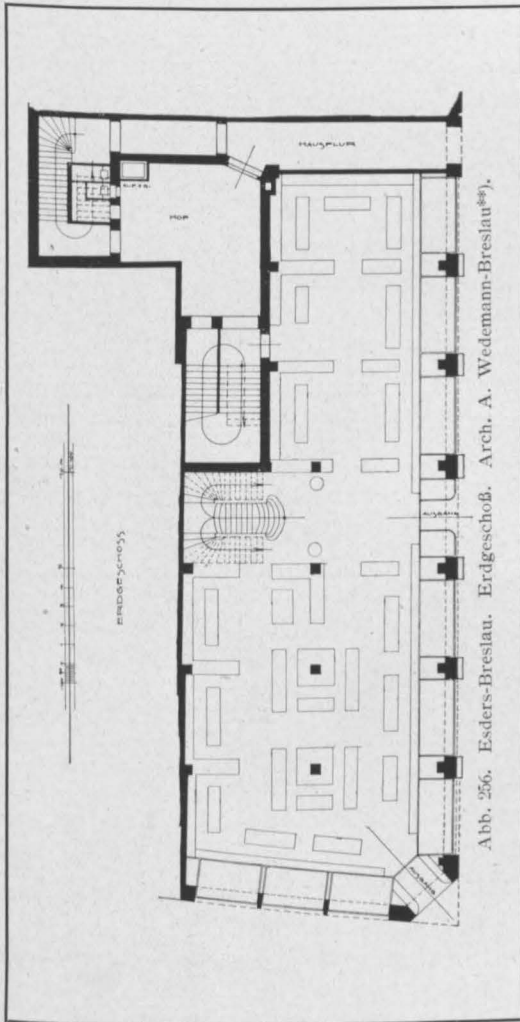 ERDGESCHOSS
HOF
HAUSFLUR
Abb. 256. Esders-Breslau. Erdgeschoß. Arch. A. Wedemann-Breslau**).